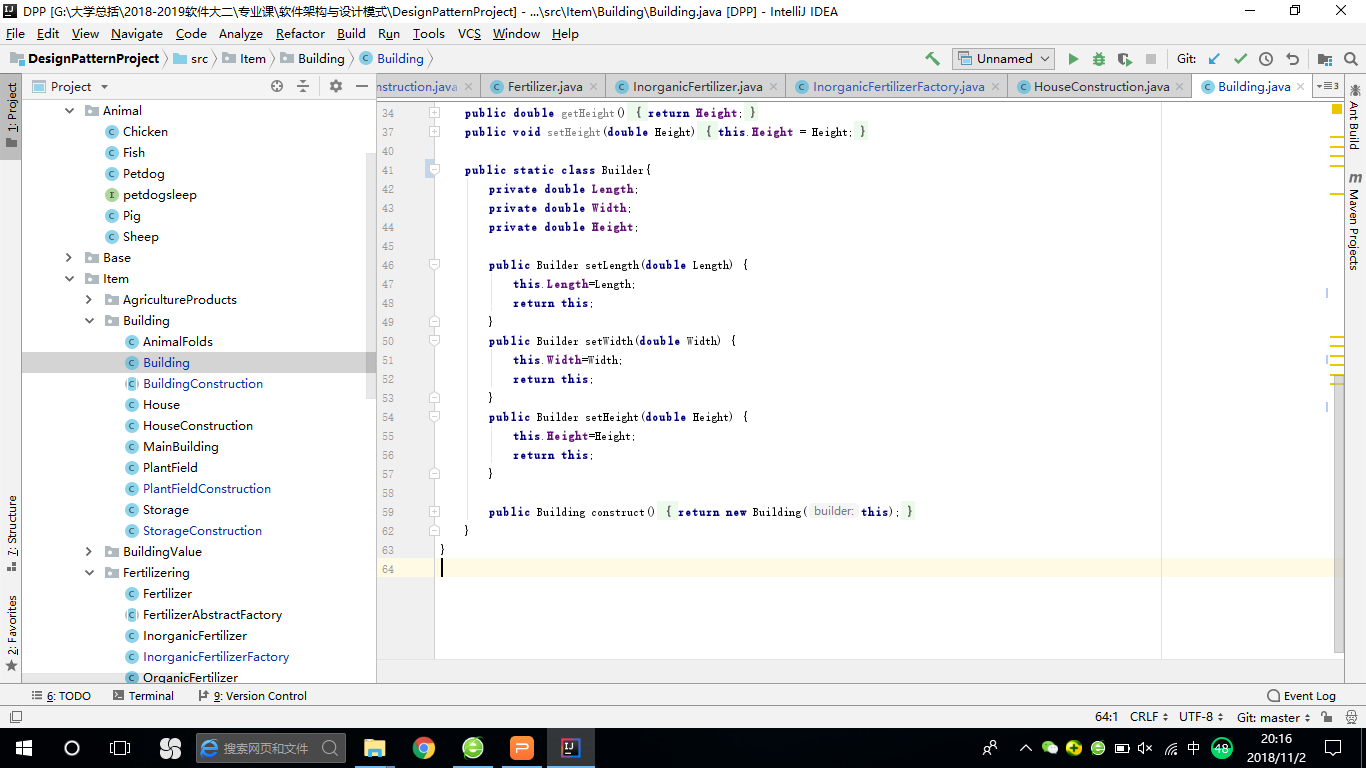 DPP [G:\大学总括\2018-2019软件大二\专业课\软件架构与设计模式\DesignPatternProject] - ...\src\Item\Building\Building.java [DPP] - IntelliJ IDEA
File Edit View Navigate Code Analyze Refactor Build Run Tools VCS Window Help
DesignPatternProject src Item Building Building Unnamed Git:
1: Project
7: Structure
2: Favorites
Project
Animal
Chicken
Fish
Petdog
petdogsleep
Pig
Sheep
Base
Item
AgricultureProducts
Building
AnimalFolds
Building
BuildingConstruction
House
HouseConstruction
MainBuilding
PlantField
PlantFieldConstruction
Storage
StorageConstruction
BuildingValue
Fertilizering
Fertilizer
FertilizerAbstractFactory
InorganicFertilizer
InorganicFertilizerFactory
OrganicFertilizer
nstruction.java Fertilizer.java InorganicFertilizer.java InorganicFertilizerFactory.java HouseConstruction.java Building.java 3
34 public double getHeight() { return Height; }
37 public void setHeight(double Height) { this.Height = Height; }
40
41 public static class Builder{
42 private double Length;
43 private double Width;
44 private double Height;
45
46 public Builder setLength(double Length) {
47 this.Length=Length;
48 return this;
49 }
50 public Builder setWidth(double Width) {
51 this.Width=Width;
52 return this;
53 }
54 public Builder setHeight(double Height) {
55 this.Height=Height;
56 return this;
57 }
58
59 public Building construct() { return new Building( builder: this); }
62 }
63 }
64
Ant Build
m Maven Projects
6: TODO Terminal 9: Version Control Event Log
64:1 CRLF UTF-8 Git: master
搜索网页和文件
中 48
20:16
2018/11/2